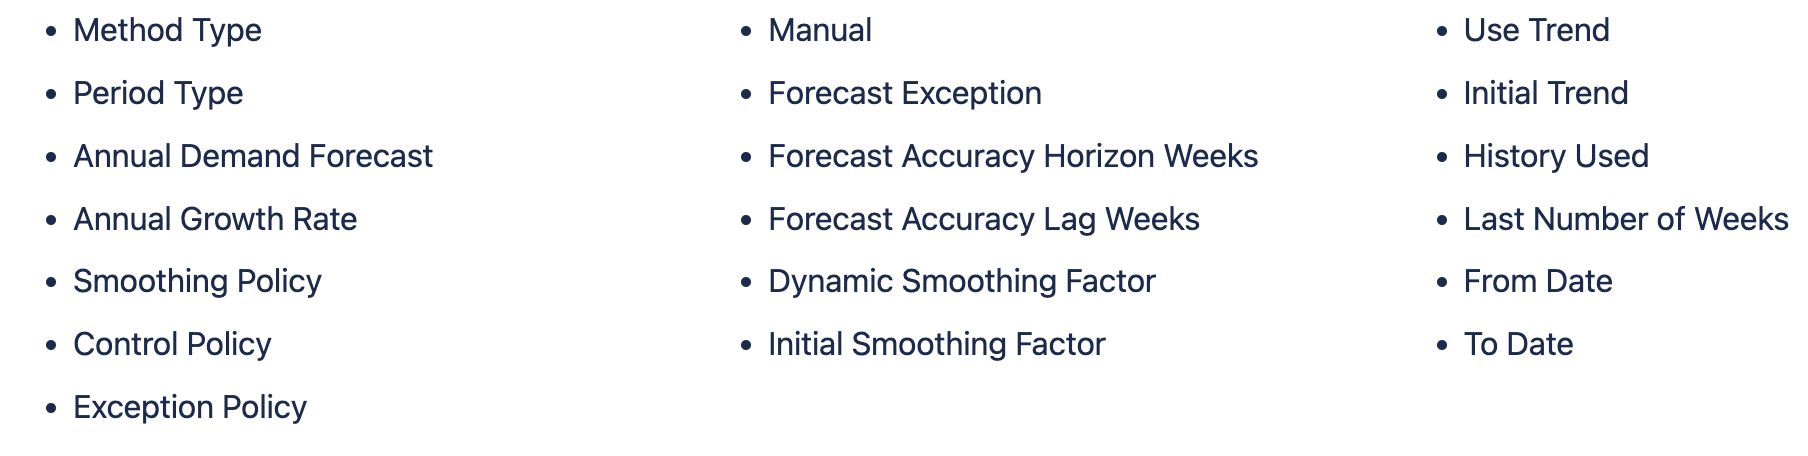 • Method Type
• Period Type
• Annual Demand Forecast
• Annual Growth Rate
• Smoothing Policy
• Control Policy
• Exception Policy
• Manual
• Forecast Exception
• Forecast Accuracy Horizon Weeks
• Forecast Accuracy Lag Weeks
• Dynamic Smoothing Factor
• Initial Smoothing Factor
• Use Trend
• Initial Trend
• History Used
• Last Number of Weeks
• From Date
• To Date